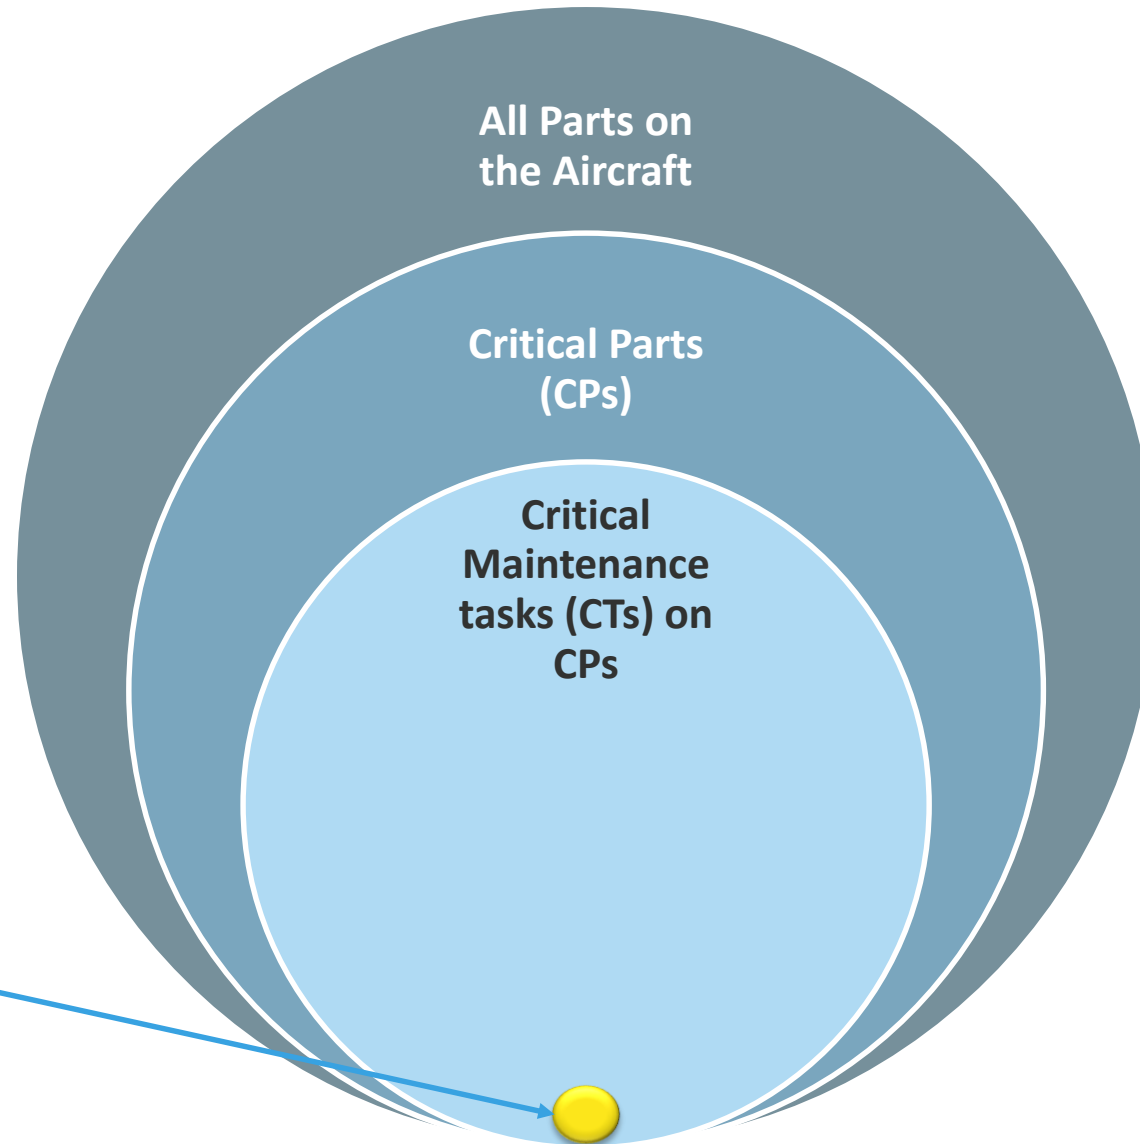 All Parts on
the Aircraft
Critical Parts
(CPs)
Critical
Maintenance
tasks (CTs) on
CPs